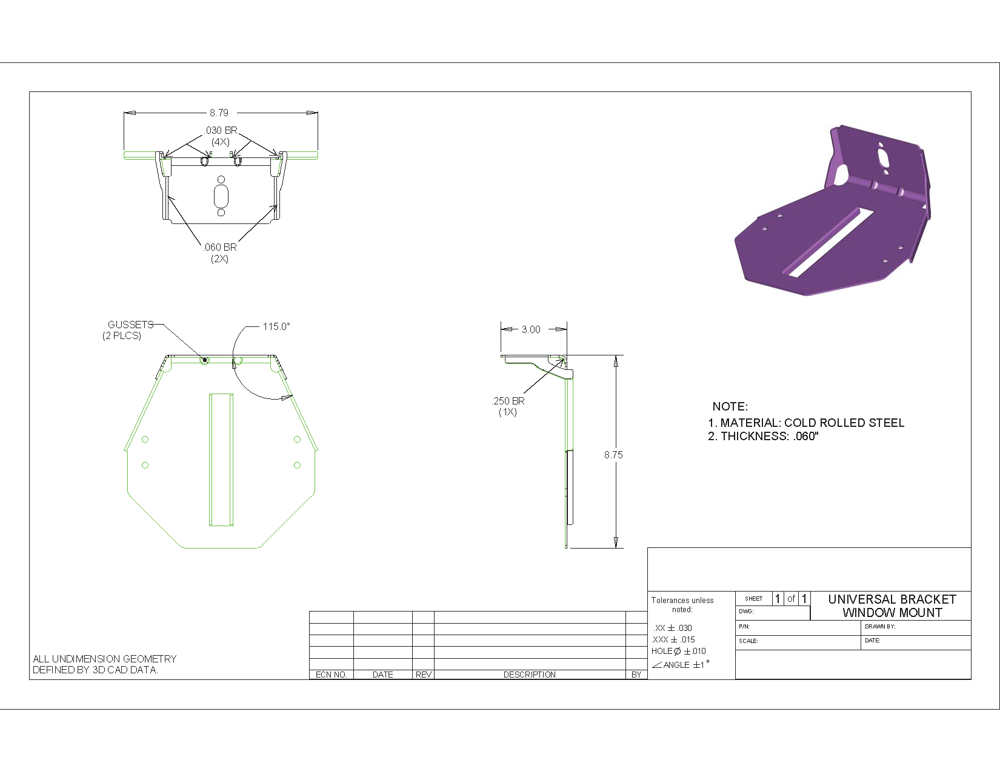 8.79
.030 BR
(4X)
.060 BR
(2X)
GUSSETS
(2 PLCS)
115.0°
3.00
.250 BR
(1X)
8.75
NOTE:
1. MATERIAL: COLD ROLLED STEEL
2. THICKNESS: .060"
ALL UNDIMENSION GEOMETRY
DEFINED BY 3D CAD DATA.
ECN NO. DATE REV DESCRIPTION BY
Tolerances unless
noted:
.XX ± .030
.XXX ± .015
HOLE Ø ±.010
∠ ANGLE ±1°
SHEET 1 of 1
UNIVERSAL BRACKET
WINDOW MOUNT
DWG:
P/N:
DRAWN BY:
SCALE:
DATE: